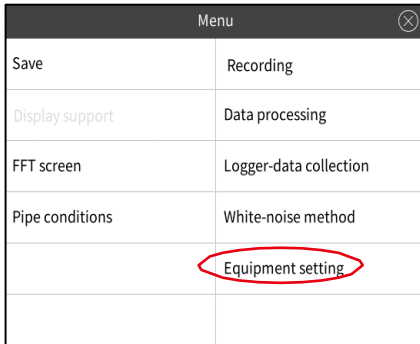 Menu
Save
Recording
Display support
Data processing
FFT screen
Logger-data collection
Pipe conditions
White-noise method
Equipment setting